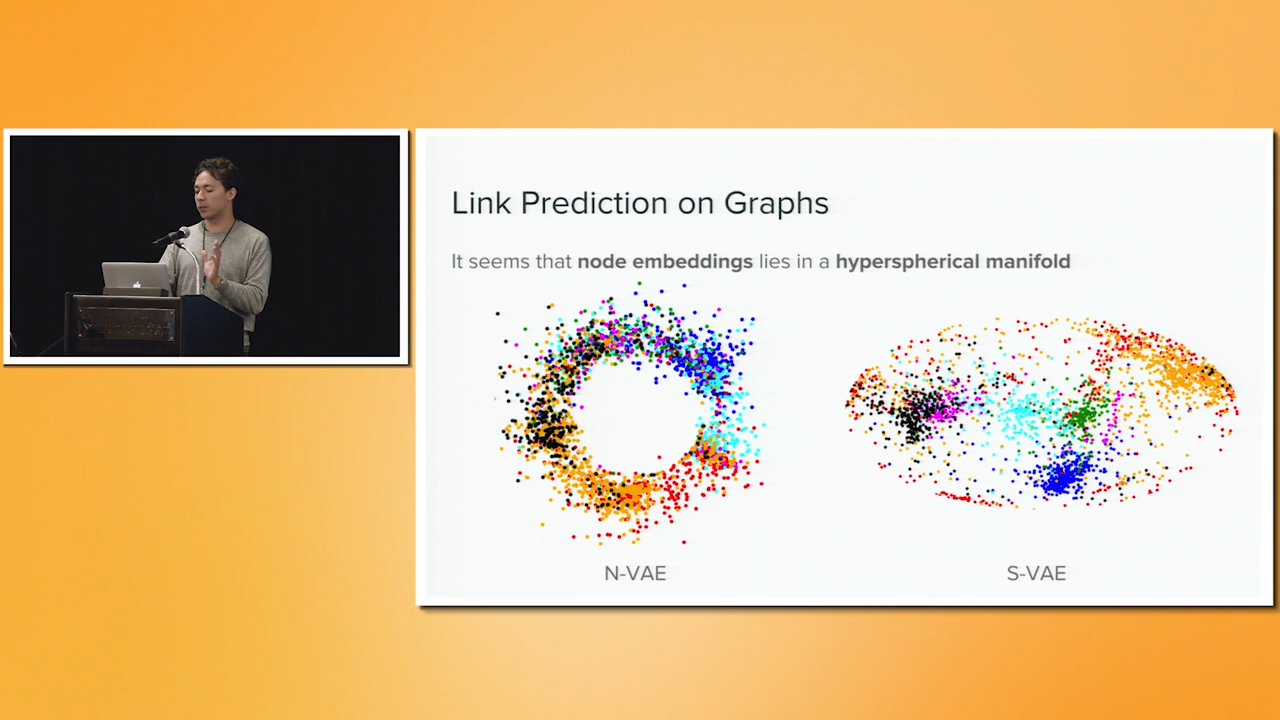 Link Prediction on Graphs
It seems that node embeddings lies in a hyperspherical manifold
N-VAE
S-VAE